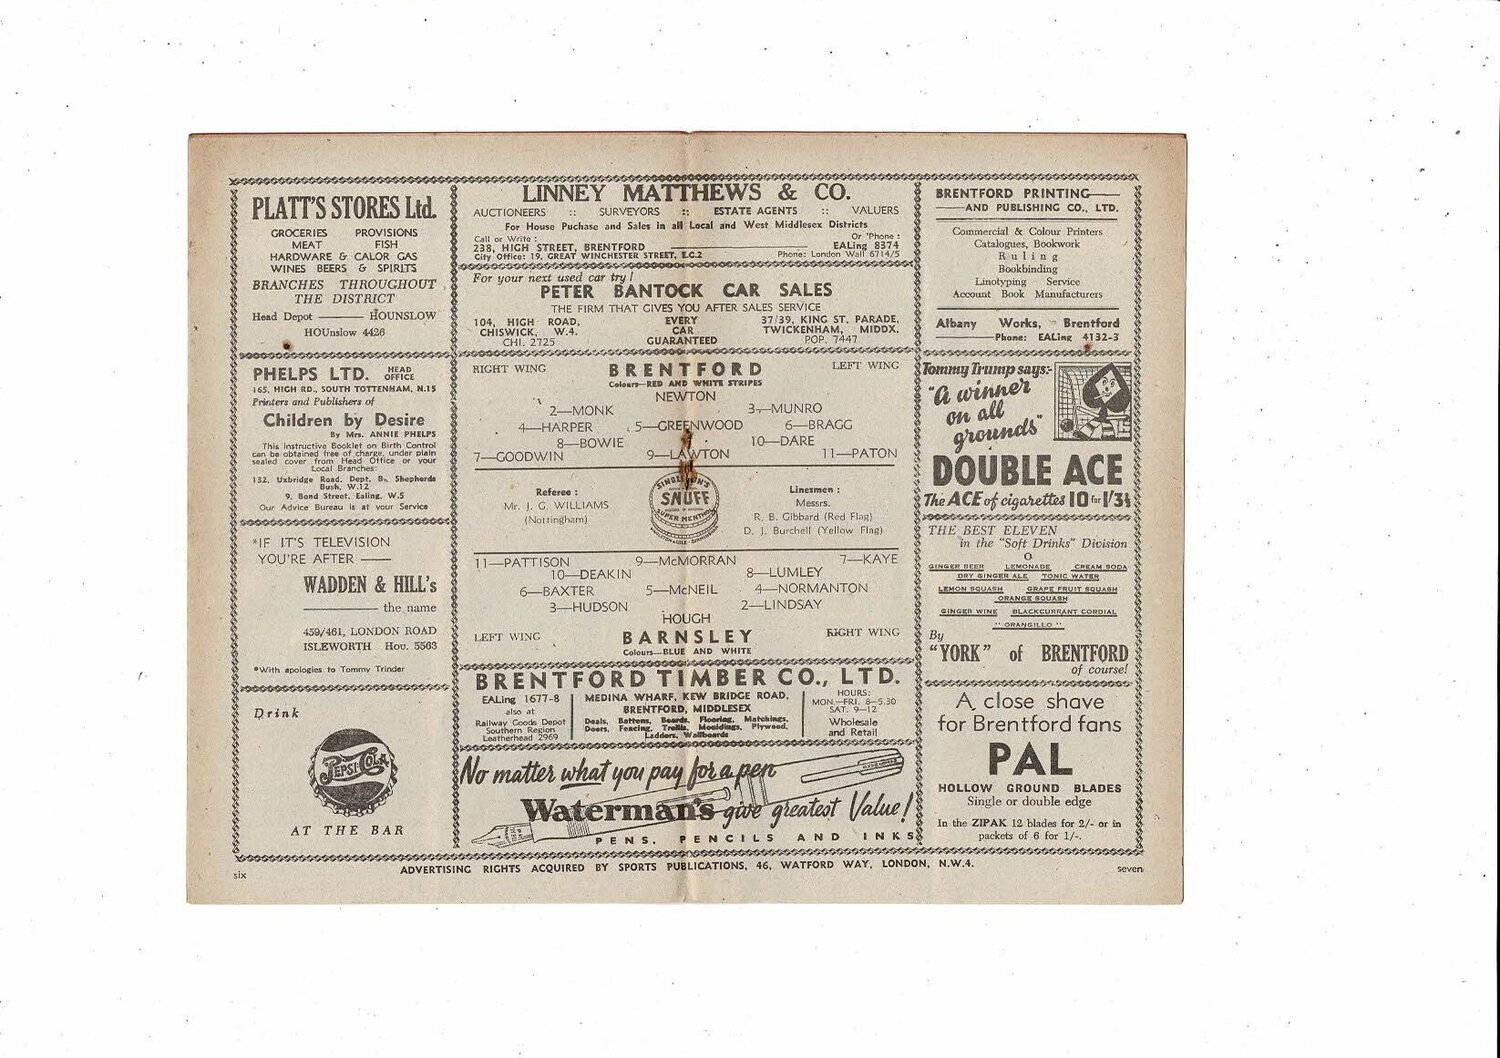 PLATT'S STORES Ltd.
GROCERIES PROVISIONS
MEAT FISH
HARDWARE & CALOR GAS
WINES BEERS & SPIRITS
BRANCHES THROUGHOUT
THE DISTRICT
Head Depot ——— HOUNSLOW
HOUnslow 4426
PHELPS LTD. HEAD OFFICE
165, HIGH RD., SOUTH TOTTENHAM, N.15
Printers and Publishers of
Children by Desire
By Mrs. ANNIE PHELPS
This instructive Booklet on Birth Control
can be obtained free of charge, under plain
sealed cover from Head Office or your
Local Branches:
132, Uxbridge Road, Dept. B., Shepherds
Bush, W.12
9, Bond Street, Ealing, W.5
Our Advice Bureau is at your Service
*IF IT'S TELEVISION
YOU'RE AFTER ——
WADDEN & HILL's
——— the name
459/461, LONDON ROAD
ISLEWORTH Hou. 5563
*With apologies to Tommy Trinder
Drink
PEPSI-COLA
AT THE BAR
LINNEY MATTHEWS & CO.
AUCTIONEERS :: SURVEYORS :: ESTATE AGENTS :: VALUERS
For House Puchase and Sales in all Local and West Middlesex Districts
Call or Write : Or 'Phone :
238, HIGH STREET, BRENTFORD ——— EALing 8374
City Office: 19, GREAT WINCHESTER STREET, E.C.2 Phone: London Wall 6714/5
For your next used car try !
PETER BANTOCK CAR SALES
THE FIRM THAT GIVES YOU AFTER SALES SERVICE
104, HIGH ROAD, EVERY 37/39, KING ST. PARADE,
CHISWICK, W.4. CAR TWICKENHAM, MIDDX.
CHI. 2725 GUARANTEED POP. 7447
RIGHT WING BRENTFORD LEFT WING
Colours—RED AND WHITE STRIPES
NEWTON
2—MONK 3—MUNRO
4—HARPER 5—GREENWOOD 6—BRAGG
8—BOWIE 10—DARE
7—GOODWIN 9—LAWTON 11—PATON
Referee :
Mr. J. G. WILLIAMS
(Nottingham)
SNUFF
SUPER MENTHOL
Linesmen :
Messrs.
R. B. Gibbard (Red Flag)
D. J. Burchell (Yellow Flag)
11—PATTISON 9—McMORRAN 7—KAYE
10—DEAKIN 8—LUMLEY
6—BAXTER 5—McNEIL 4—NORMANTON
3—HUDSON 2—LINDSAY
HOUGH
LEFT WING BARNSLEY RIGHT WING
Colours—BLUE AND WHITE
BRENTFORD TIMBER CO., LTD.
EALing 1677-8
also at
Railway Goods Depot
Southern Region
Leatherhead 2969
MEDINA WHARF, KEW BRIDGE ROAD,
BRENTFORD, MIDDLESEX
Deals, Battens, Boards, Flooring, Matchings,
Doors, Fencing, Trellis, Mouldings, Plywood,
Ladders, Wallboards
HOURS:
MON.—FRI. 8—5.30
SAT. 9—12
Wholesale
and Retail
No matter what you pay for a pen
Waterman's give greatest Value!
PENS, PENCILS AND INKS
BRENTFORD PRINTING——
——AND PUBLISHING CO., LTD.
Commercial & Colour Printers
Catalogues, Bookwork
Ruling
Bookbinding
Linotyping Service
Account Book Manufacturers
Albany Works, Brentford
———Phone: EALing 4132-3
Tommy Trump says:-
"A winner
on all
grounds"
DOUBLE ACE
The ACE of cigarettes 10 for 1/3½
THE BEST ELEVEN
in the "Soft Drinks" Division
O
GINGER BEER LEMONADE CREAM SODA
DRY GINGER ALE TONIC WATER
LEMON SQUASH GRAPE FRUIT SQUASH
ORANGE SQUASH
GINGER WINE BLACKCURRANT CORDIAL
"ORANGILLO"
By
"YORK" of BRENTFORD
of course!
A close shave
for Brentford fans
PAL
HOLLOW GROUND BLADES
Single or double edge
In the ZIPAK 12 blades for 2/- or in
packets of 6 for 1/-.
ADVERTISING RIGHTS ACQUIRED BY SPORTS PUBLICATIONS, 46, WATFORD WAY, LONDON, N.W.4.
six
seven